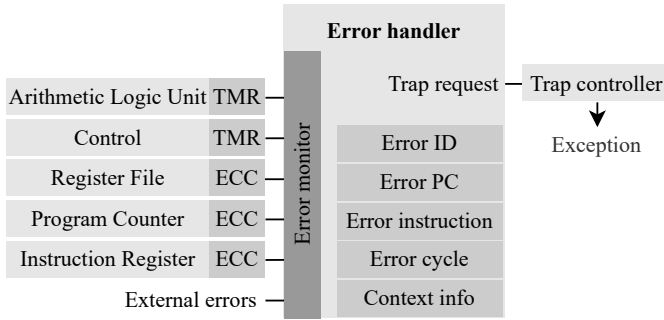 Error handler
Trap request
Trap controller
Exception
Arithmetic Logic Unit TMR
Control TMR
Register File ECC
Program Counter ECC
Instruction Register ECC
External errors
Error monitor
Error ID
Error PC
Error instruction
Error cycle
Context info